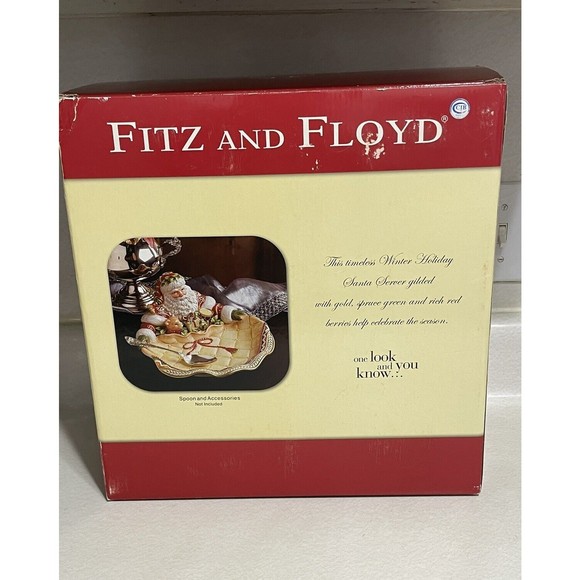 CTB
FITZ AND FLOYD®
This timeless Winter Holiday
Santa Server gilded
with gold, spruce green and rich red
berries help celebrate the season.
one look
and you
know...
Spoon and Accessories
Not Included